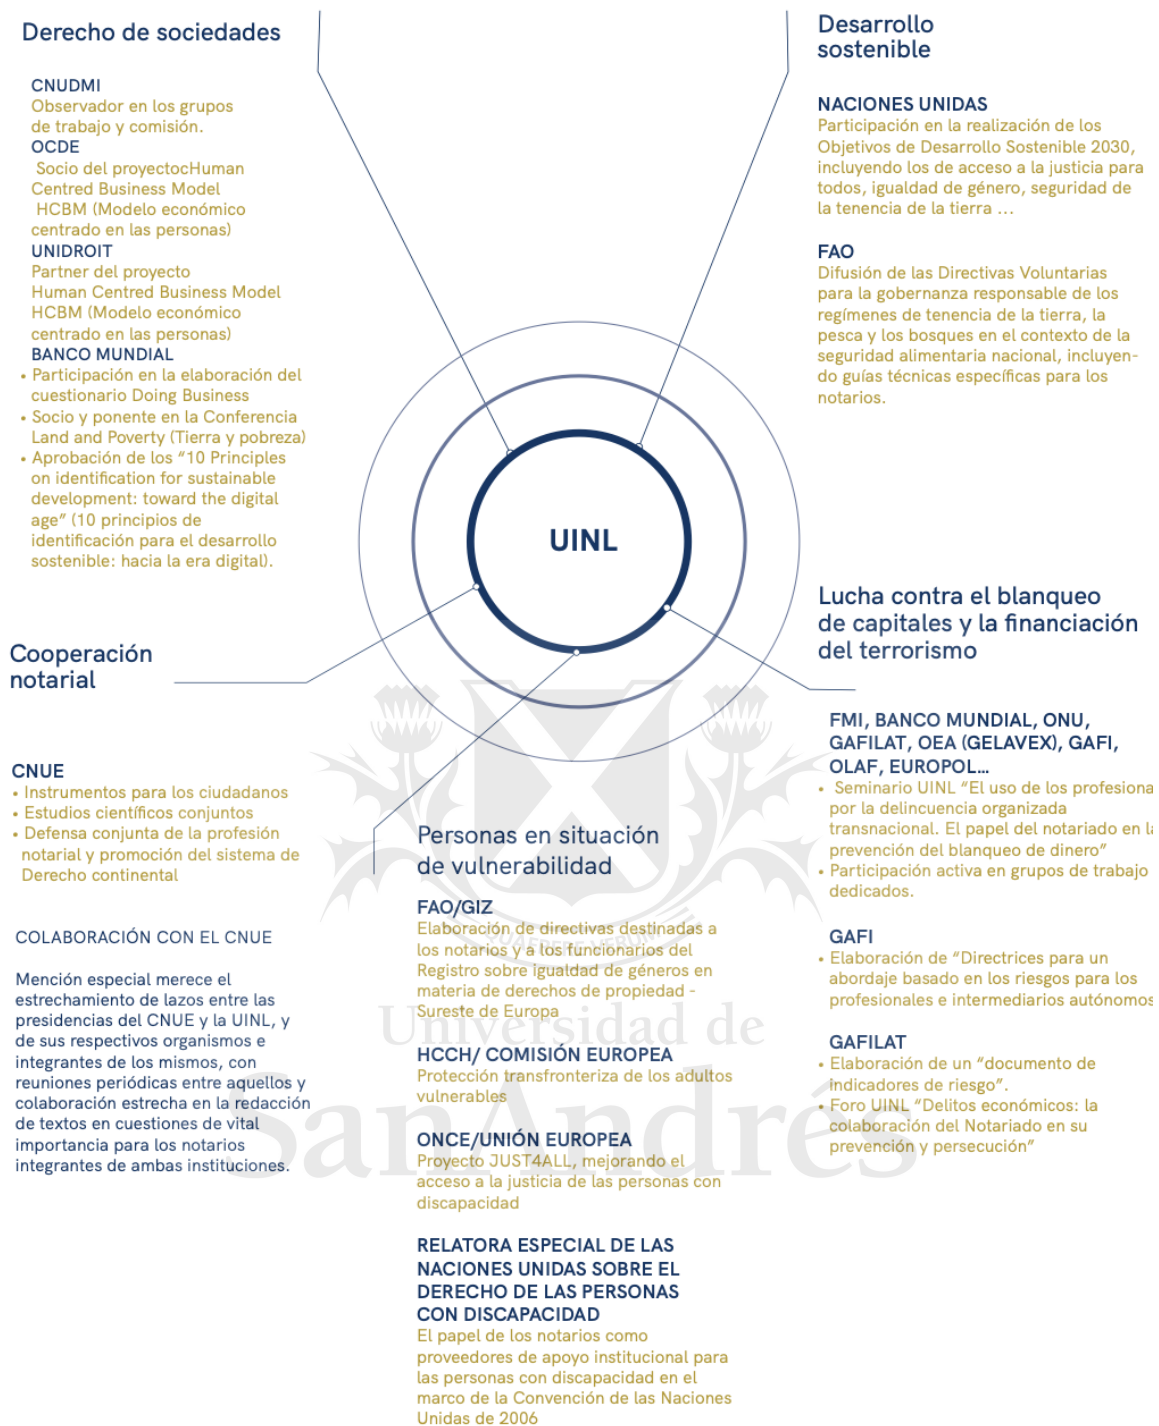 Derecho de sociedades
CNUDMI
Observador en los grupos
de trabajo y comisión.
OCDE
Socio del proyectocHuman
Centred Business Model
HCBM (Modelo económico
centrado en las personas)
UNIDROIT
Partner del proyecto
Human Centred Business Model
HCBM (Modelo económico
centrado en las personas)
BANCO MUNDIAL
• Participación en la elaboración del
cuestionario Doing Business
• Socio y ponente en la Conferencia
Land and Poverty (Tierra y pobreza)
• Aprobación de los “10 Principles
on identification for sustainable
development: toward the digital
age” (10 principios de
identificación para el desarrollo
sostenible: hacia la era digital).
Desarrollo
sostenible
NACIONES UNIDAS
Participación en la realización de los
Objetivos de Desarrollo Sostenible 2030,
incluyendo los de acceso a la justicia para
todos, igualdad de género, seguridad de
la tenencia de la tierra ...
FAO
Difusión de las Directivas Voluntarias
para la gobernanza responsable de los
regímenes de tenencia de la tierra, la
pesca y los bosques en el contexto de la
seguridad alimentaria nacional, incluyen-
do guías técnicas específicas para los
notarios.
UINL
Cooperación
notarial
CNUE
• Instrumentos para los ciudadanos
• Estudios científicos conjuntos
• Defensa conjunta de la profesión
notarial y promoción del sistema de
Derecho continental
COLABORACIÓN CON EL CNUE
Mención especial merece el
estrechamiento de lazos entre las
presidencias del CNUE y la UINL, y
de sus respectivos organismos e
integrantes de los mismos, con
reuniones periódicas entre aquellos y
colaboración estrecha en la redacción
de textos en cuestiones de vital
importancia para los notarios
integrantes de ambas instituciones.
Personas en situación
de vulnerabilidad
FAO/GIZ
Elaboración de directivas destinadas a
los notarios y a los funcionarios del
Registro sobre igualdad de géneros en
materia de derechos de propiedad -
Sureste de Europa
HCCH/ COMISIÓN EUROPEA
Protección transfronteriza de los adultos
vulnerables
ONCE/UNIÓN EUROPEA
Proyecto JUST4ALL, mejorando el
acceso a la justicia de las personas con
discapacidad
RELATORA ESPECIAL DE LAS
NACIONES UNIDAS SOBRE EL
DERECHO DE LAS PERSONAS
CON DISCAPACIDAD
El papel de los notarios como
proveedores de apoyo institucional para
las personas con discapacidad en el
marco de la Convención de las Naciones
Unidas de 2006
Lucha contra el blanqueo
de capitales y la financiación
del terrorismo
FMI, BANCO MUNDIAL, ONU,
GAFILAT, OEA (GELAVEX), GAFI,
OLAF, EUROPOL…
• Seminario UINL “El uso de los profesiona
por la delincuencia organizada
transnacional. El papel del notariado en la
prevención del blanqueo de dinero”
• Participación activa en grupos de trabajo
dedicados.
GAFI
• Elaboración de “Directrices para un
abordaje basado en los riesgos para los
profesionales e intermediarios autónomos
GAFILAT
• Elaboración de un “documento de
indicadores de riesgo”.
• Foro UINL “Delitos económicos: la
colaboración del Notariado en su
prevención y persecución”
Universidad de
SanAndrés